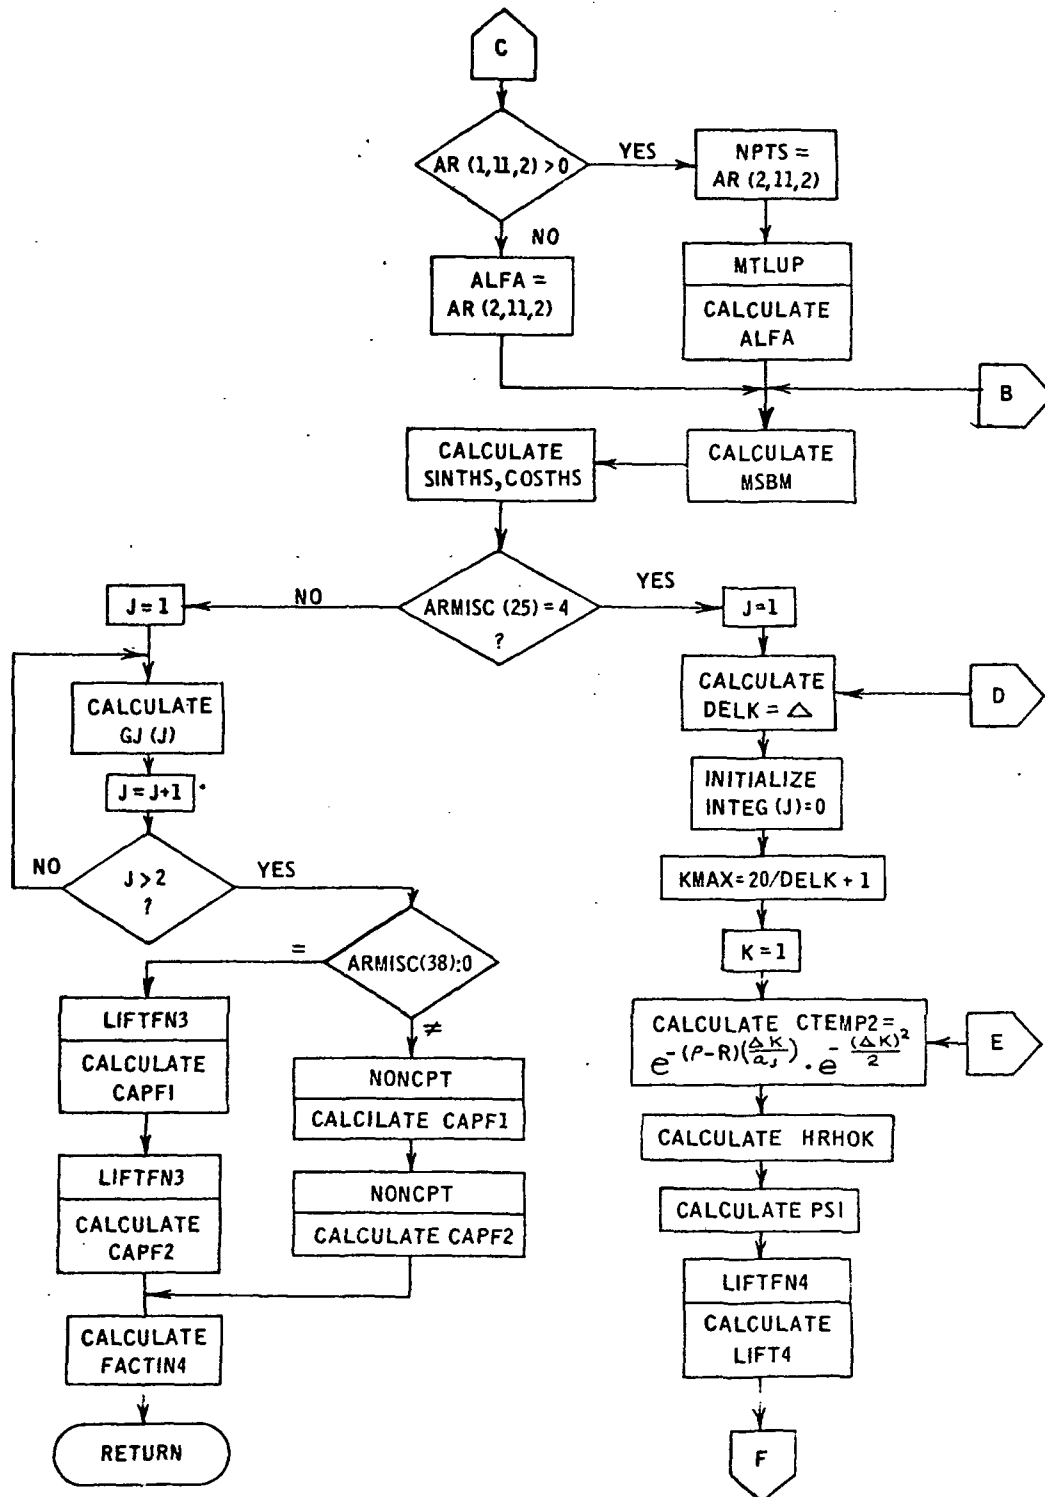 C
AR (1,11,2) > 0
YES
NPTS =
AR (2,11,2)
NO
ALFA =
AR (2,11,2)
MTLUP
CALCULATE
ALFA
B
CALCULATE
MSBM
CALCULATE
SINTHS, COSTHS
ARMISC (25) = 4
?
NO
YES
J = 1
CALCULATE
GJ (J)
J = J+1
J > 2
?
NO
YES
ARMISC(38):0
=
≠
LIFTFN3
CALCULATE
CAPF1
LIFTFN3
CALCULATE
CAPF2
NONCPT
CALCILATE CAPF1
NONCPT
CALCULATE CAPF2
CALCULATE
FACTIN4
RETURN
J=1
CALCULATE
DELK = Δ
D
INITIALIZE
INTEG (J)=0
KMAX=20/DELK + 1
K = 1
CALCULATE CTEMP2=
e^-(ρ-R)(ΔK/a_J) · e^-(ΔK)^2/2
E
CALCULATE HRHOK
CALCULATE PSI
LIFTFN4
CALCULATE
LIFT4
F